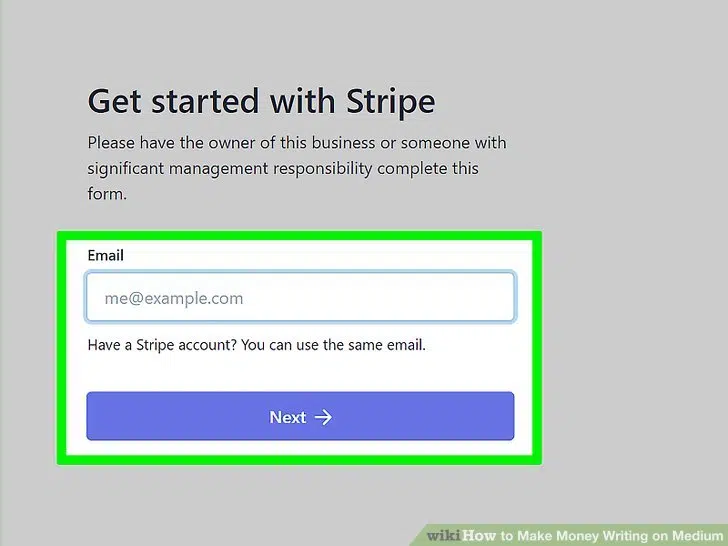 Get started with Stripe
Please have the owner of this business or someone with
significant management responsibility complete this
form.
Email
me@example.com
Have a Stripe account? You can use the same email.
Next →
wikiHow to Make Money Writing on Medium